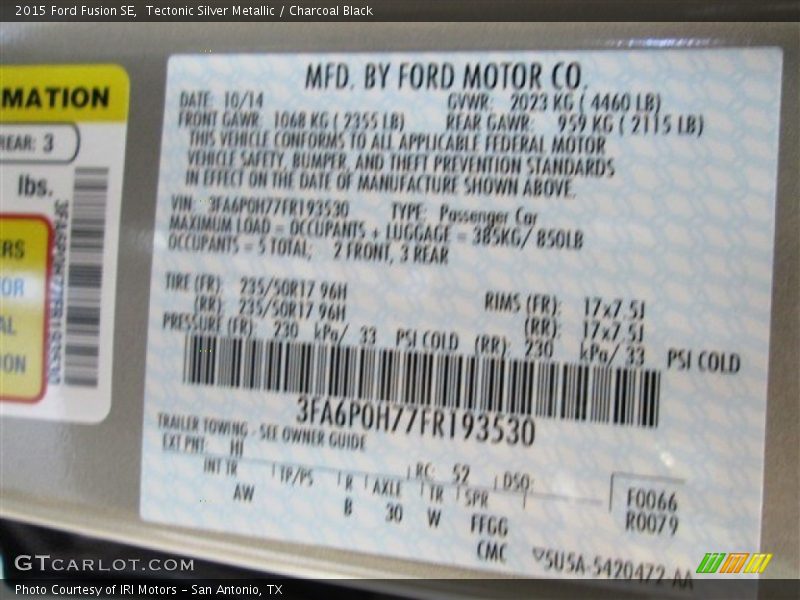 2015 Ford Fusion SE,  Tectonic Silver Metallic / Charcoal Black
MATION
REAR: 3
lbs.
3FA6P0H77FR193530
ERS
OR
AL
ON
MFD. BY FORD MOTOR CO.
DATE: 10/14 GVWR: 2023 KG ( 4460 LB)
FRONT GAWR: 1068 KG ( 2355 LB) REAR GAWR: 959 KG ( 2115 LB)
THIS VEHICLE CONFORMS TO ALL APPLICABLE FEDERAL MOTOR
VEHICLE SAFETY, BUMPER, AND THEFT PREVENTION STANDARDS
IN EFFECT ON THE DATE OF MANUFACTURE SHOWN ABOVE.
VIN: 3FA6P0H77FR193530 TYPE: Passenger Car
MAXIMUM LOAD = OCCUPANTS + LUGGAGE = 385KG/ 850LB
OCCUPANTS = 5 TOTAL; 2 FRONT, 3 REAR
TIRE (FR): 235/50R17 96H RIMS (FR): 17x7.5J
(RR): 235/50R17 96H (RR): 17x7.5J
PRESSURE (FR): 230 kPa/ 33 PSI COLD (RR): 230 kPa/ 33 PSI COLD
3FA6P0H77FR193530
TRAILER TOWING - SEE OWNER GUIDE
EXT PNT: HI RC: 52 DSO:
INT TR TP/PS R AXLE TR SPR F0066
AW B 30 W FFGG R0079
CMC ▽5U5A-5420472-AA
GTCARLOT.COM
Photo Courtesy of IRI Motors – San Antonio, TX